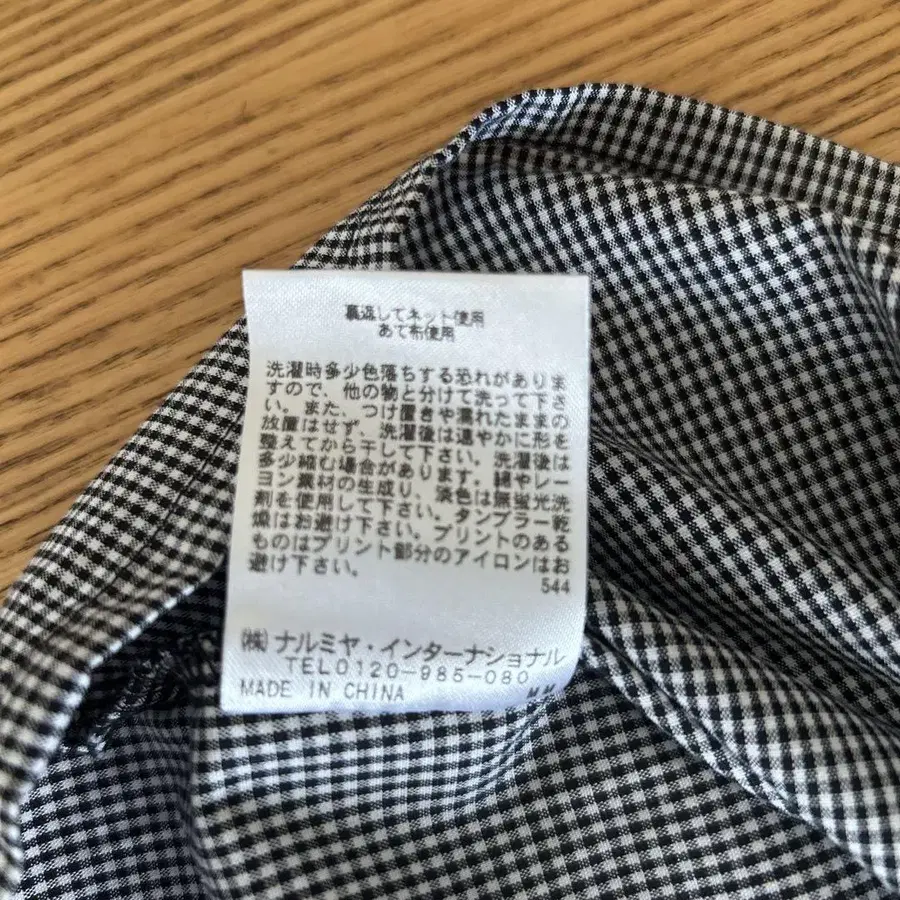 裏返してネット使用
あて布使用
洗濯時多少色落ちする恐れがありま
すので、他の物と分けて洗って下さ
い。また、つけ置きや濡れたままの
放置はせず、洗濯後は速やかに形を
整えてから干して下さい。洗濯後は
多少縮む場合があります。綿やレー
ヨン素材の生成り、淡色は無蛍光洗
剤を使用して下さい。タンブラー乾
燥はお避け下さい。プリントのある
ものはプリント部分のアイロンはお
避け下さい。
544
㈱ナルミヤ・インターナショナル
TEL0120-985-080
MADE IN CHINA